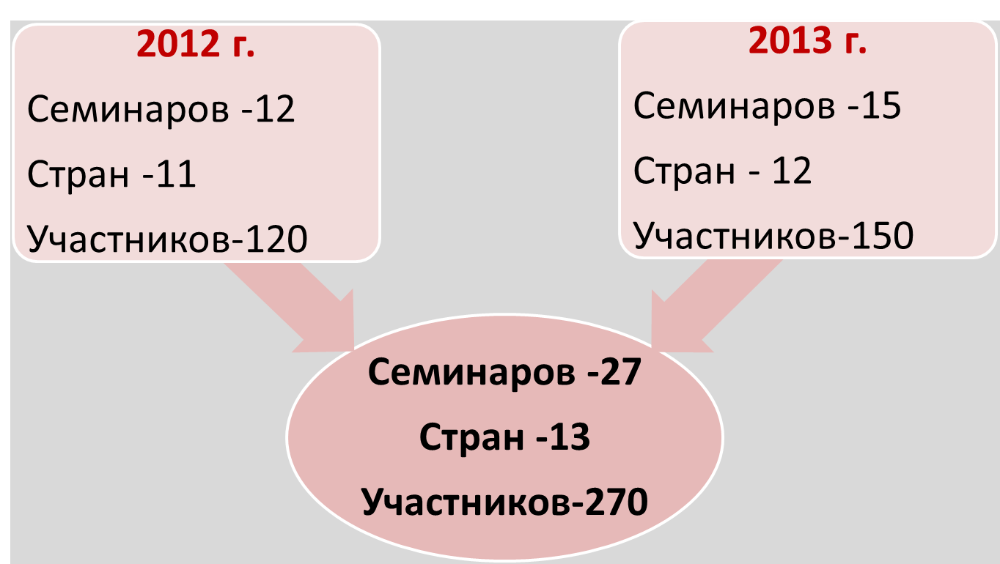 2012 г.
Семинаров -12
Стран -11
Участников-120
2013 г.
Семинаров -15
Стран - 12
Участников-150
Семинаров -27
Стран -13
Участников-270